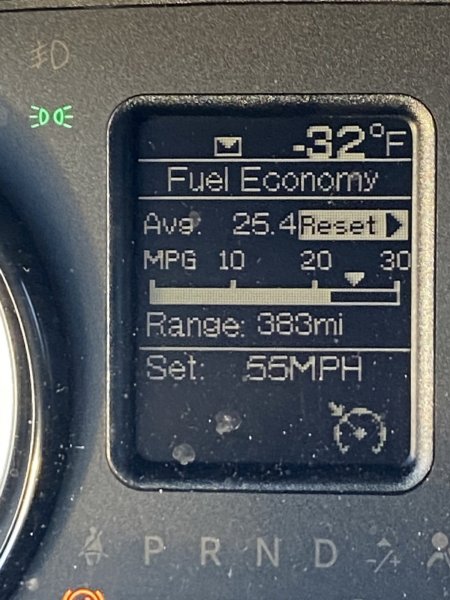 -32°F
Fuel Economy
Avg: 25.4 Reset
MPG 10 20 30
Range: 383mi
Set: 55MPH
P R N D -/+